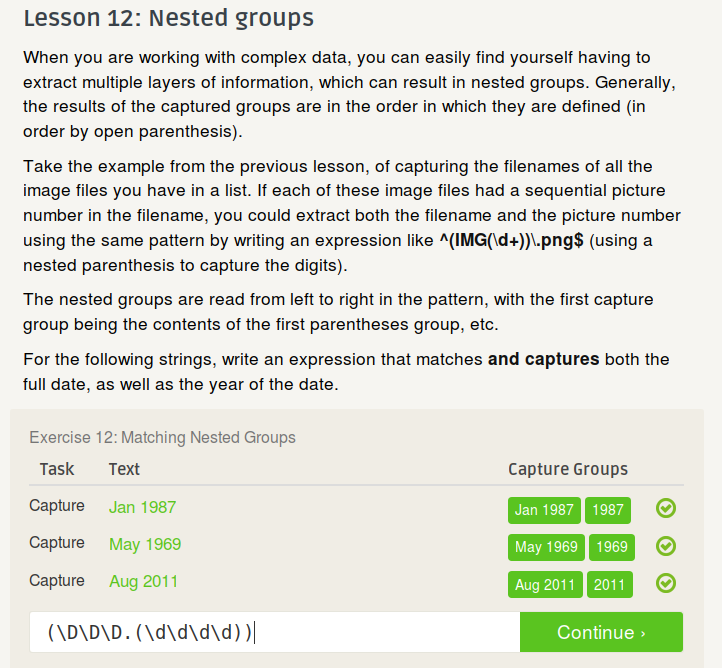 Lesson 12: Nested groups
When you are working with complex data, you can easily find yourself having to
extract multiple layers of information, which can result in nested groups. Generally,
the results of the captured groups are in the order in which they are defined (in
order by open parenthesis).
Take the example from the previous lesson, of capturing the filenames of all the
image files you have in a list. If each of these image files had a sequential picture
number in the filename, you could extract both the filename and the picture number
using the same pattern by writing an expression like ^(IMG(\d+))\.png$ (using a
nested parenthesis to capture the digits).
The nested groups are read from left to right in the pattern, with the first capture
group being the contents of the first parentheses group, etc.
For the following strings, write an expression that matches and captures both the
full date, as well as the year of the date.
Exercise 12: Matching Nested Groups
Task Text Capture Groups
Capture Jan 1987 Jan 1987 1987
Capture May 1969 May 1969 1969
Capture Aug 2011 Aug 2011 2011
(\D\D\D.(\d\d\d\d)) Continue ›